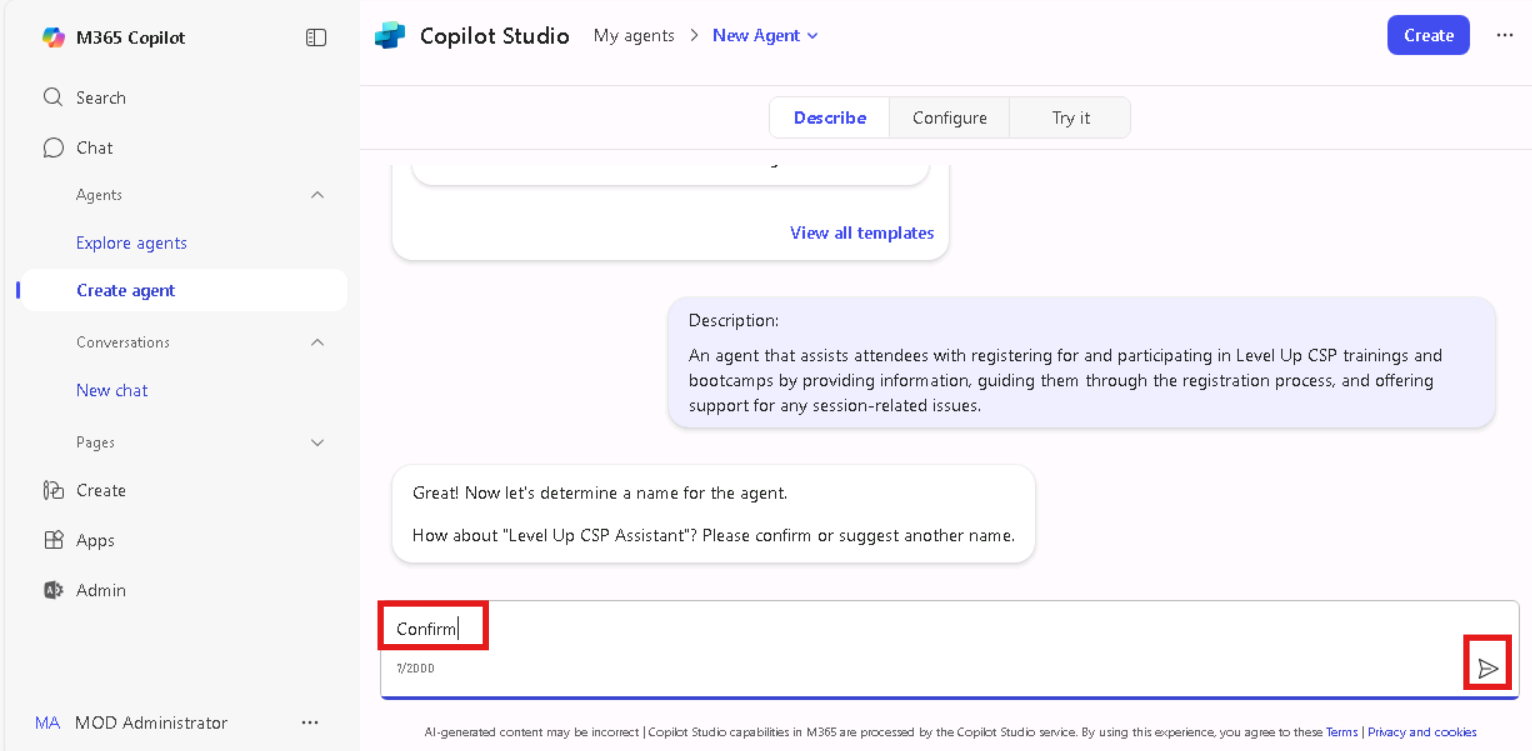 M365 Copilot
Search
Chat
Agents
Explore agents
Create agent
Conversations
New chat
Pages
Create
Apps
Admin
MA MOD Administrator
Copilot Studio My agents > New Agent
Create
Describe Configure Try it
View all templates
Description:
An agent that assists attendees with registering for and participating in Level Up CSP trainings and
bootcamps by providing information, guiding them through the registration process, and offering
support for any session-related issues.
Great! Now let's determine a name for the agent.
How about "Level Up CSP Assistant"? Please confirm or suggest another name.
Confirm
7/2000
AI-generated content may be incorrect | Copilot Studio capabilities in M365 are processed by the Copilot Studio service. By using this experience, you agree to these Terms | Privacy and cookies